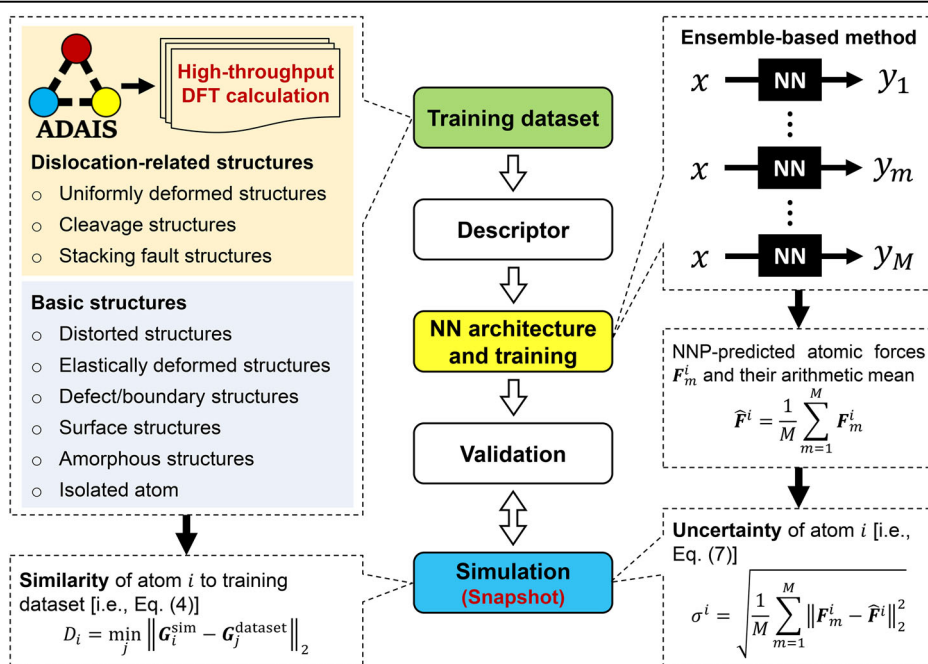 ADAIS
High-throughput
DFT calculation
Dislocation-related structures
○ Uniformly deformed structures
○ Cleavage structures
○ Stacking fault structures
Basic structures
○ Distorted structures
○ Elastically deformed structures
○ Defect/boundary structures
○ Surface structures
○ Amorphous structures
○ Isolated atom
Similarity of atom i to training
dataset [i.e., Eq. (4)]
D_i = min_j ‖G_i^sim − G_j^dataset‖_2
Training dataset
Descriptor
NN architecture
and training
Validation
Simulation
(Snapshot)
Ensemble-based method
x NN y_1
⋮ ⋮
x NN y_m
⋮ ⋮
x NN y_M
NNP-predicted atomic forces
F_m^i and their arithmetic mean
F̂^i = 1/M ∑_{m=1}^{M} F_m^i
Uncertainty of atom i [i.e.,
Eq. (7)]
σ^i = √(1/M ∑_{m=1}^{M} ‖F_m^i − F̂^i‖_2^2)